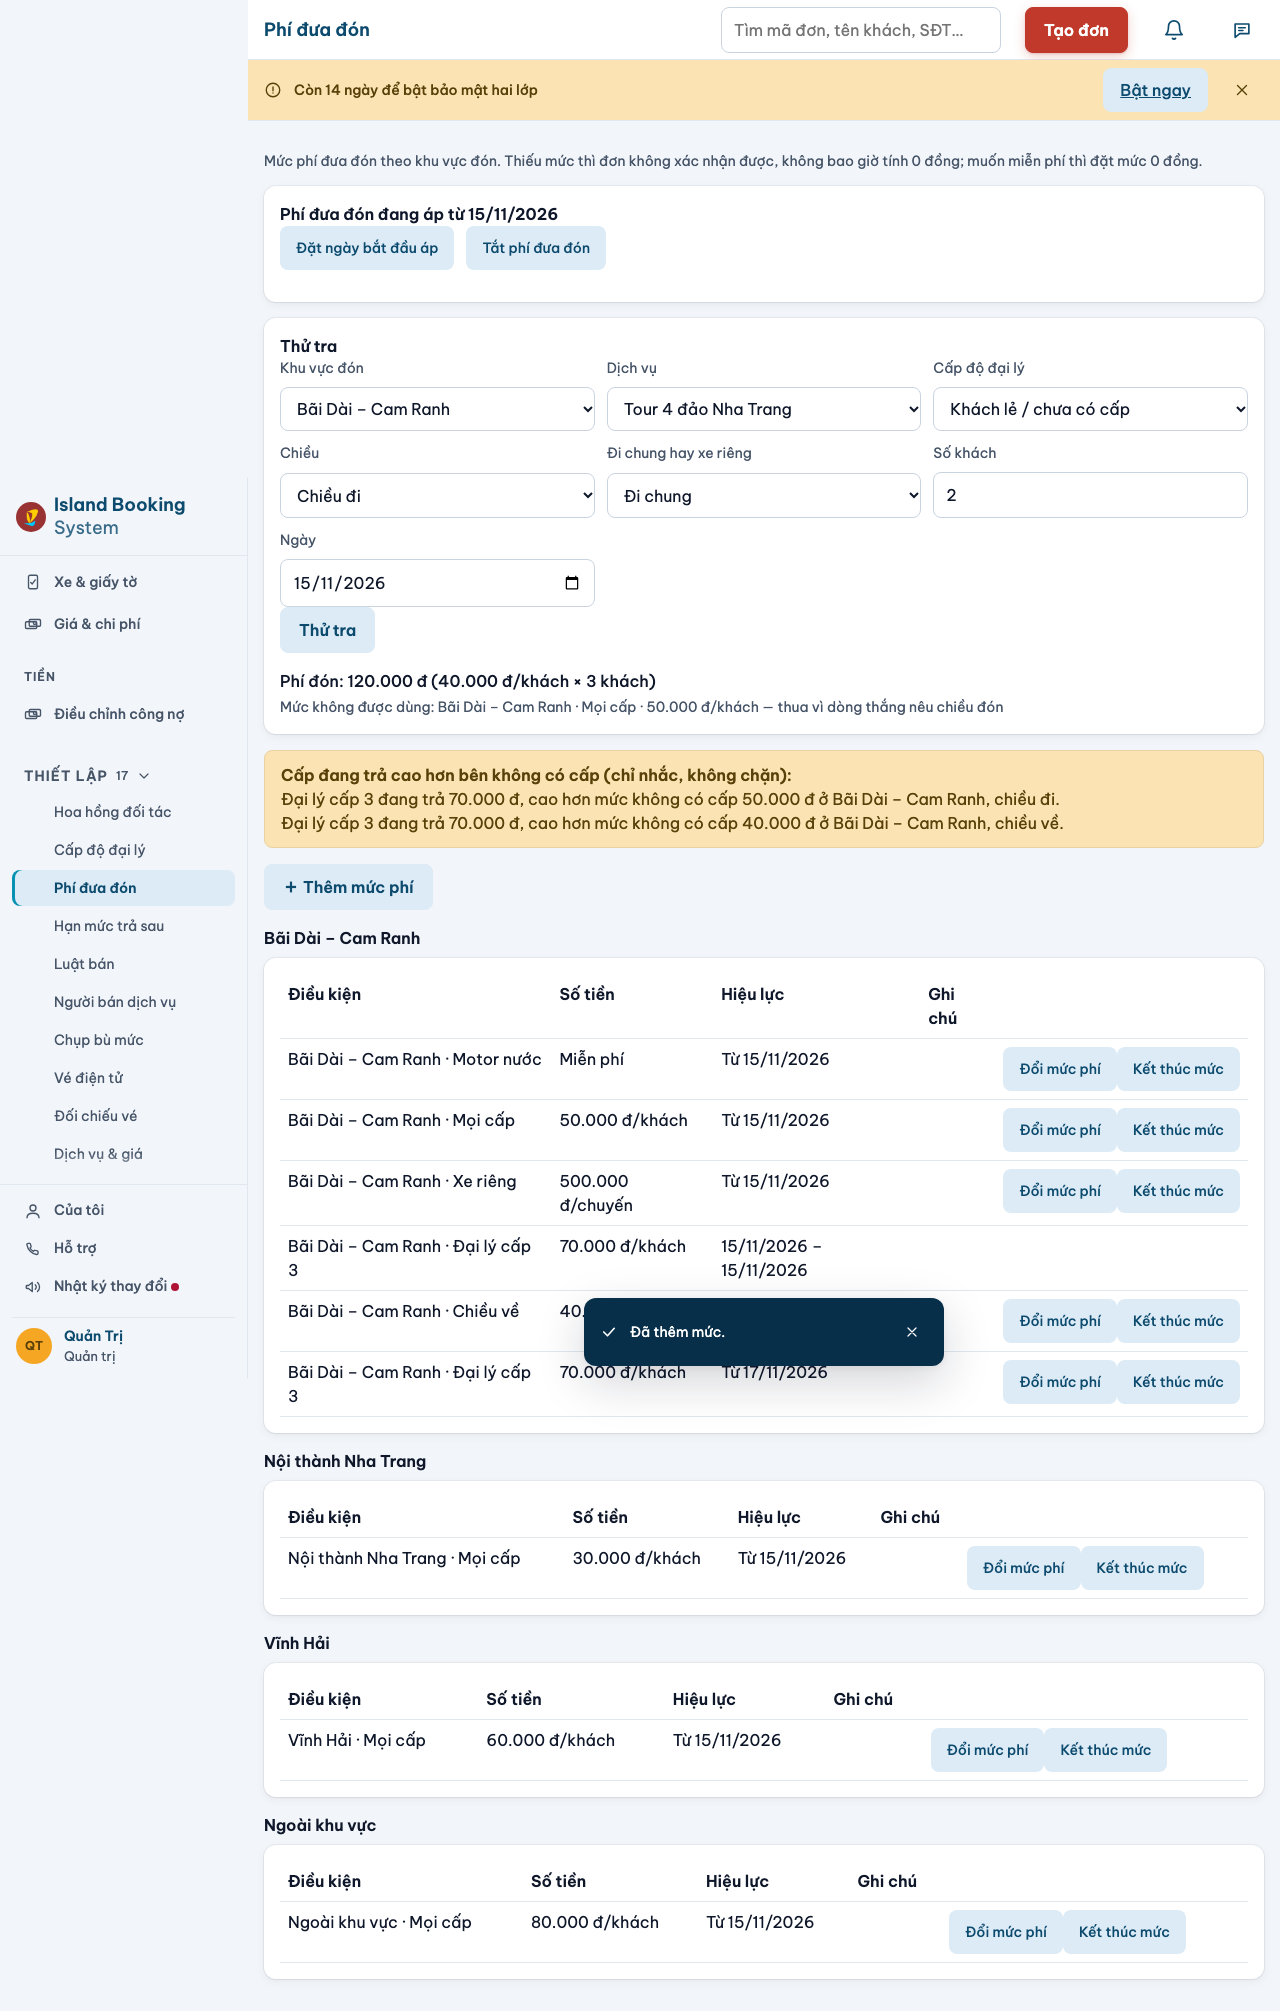 Phí đưa đón
Tìm mã đơn, tên khách, SĐT...
Tạo đơn
Còn 14 ngày để bật bảo mật hai lớp
Bật ngay
Mức phí đưa đón theo khu vực đón. Thiếu mức thì đơn không xác nhận được, không bao giờ tính 0 đồng; muốn miễn phí thì đặt mức 0 đồng.
Phí đưa đón đang áp từ 15/11/2026
Đặt ngày bắt đầu áp
Tắt phí đưa đón
Thử tra
Khu vực đón
Dịch vụ
Cấp độ đại lý
Bãi Dài – Cam Ranh
Tour 4 đảo Nha Trang
Khách lẻ / chưa có cấp
Chiều
Đi chung hay xe riêng
Số khách
Chiều đi
Đi chung
2
Ngày
15/11/2026
Thử tra
Phí đón: 120.000 đ (40.000 đ/khách × 3 khách)
Mức không được dùng: Bãi Dài – Cam Ranh · Mọi cấp · 50.000 đ/khách — thua vì dòng thắng nêu chiều đón
Cấp đang trả cao hơn bên không có cấp (chỉ nhắc, không chặn):
Đại lý cấp 3 đang trả 70.000 đ, cao hơn mức không có cấp 50.000 đ ở Bãi Dài – Cam Ranh, chiều đi.
Đại lý cấp 3 đang trả 70.000 đ, cao hơn mức không có cấp 40.000 đ ở Bãi Dài – Cam Ranh, chiều về.
+ Thêm mức phí
Island Booking
System
Xe & giấy tờ
Giá & chi phí
TIỀN
Điều chỉnh công nợ
THIẾT LẬP 17
Hoa hồng đối tác
Cấp độ đại lý
Phí đưa đón
Hạn mức trả sau
Luật bán
Người bán dịch vụ
Chụp bù mức
Vé điện tử
Đối chiếu vé
Dịch vụ & giá
Của tôi
Hỗ trợ
Nhật ký thay đổi
QT
Quản Trị
Quản trị
Bãi Dài – Cam Ranh
Điều kiện
Số tiền
Hiệu lực
Ghi
chú
Bãi Dài – Cam Ranh · Motor nước
Miễn phí
Từ 15/11/2026
Đổi mức phí
Kết thúc mức
Bãi Dài – Cam Ranh · Mọi cấp
50.000 đ/khách
Từ 15/11/2026
Đổi mức phí
Kết thúc mức
Bãi Dài – Cam Ranh · Xe riêng
500.000
đ/chuyến
Từ 15/11/2026
Đổi mức phí
Kết thúc mức
Bãi Dài – Cam Ranh · Đại lý cấp
3
70.000 đ/khách
15/11/2026 –
15/11/2026
Bãi Dài – Cam Ranh · Chiều về
40.
Đổi mức phí
Kết thúc mức
Đã thêm mức.
Bãi Dài – Cam Ranh · Đại lý cấp
3
70.000 đ/khách
Từ 17/11/2026
Đổi mức phí
Kết thúc mức
Nội thành Nha Trang
Điều kiện
Số tiền
Hiệu lực
Ghi chú
Nội thành Nha Trang · Mọi cấp
30.000 đ/khách
Từ 15/11/2026
Đổi mức phí
Kết thúc mức
Vĩnh Hải
Điều kiện
Số tiền
Hiệu lực
Ghi chú
Vĩnh Hải · Mọi cấp
60.000 đ/khách
Từ 15/11/2026
Đổi mức phí
Kết thúc mức
Ngoài khu vực
Điều kiện
Số tiền
Hiệu lực
Ghi chú
Ngoài khu vực · Mọi cấp
80.000 đ/khách
Từ 15/11/2026
Đổi mức phí
Kết thúc mức